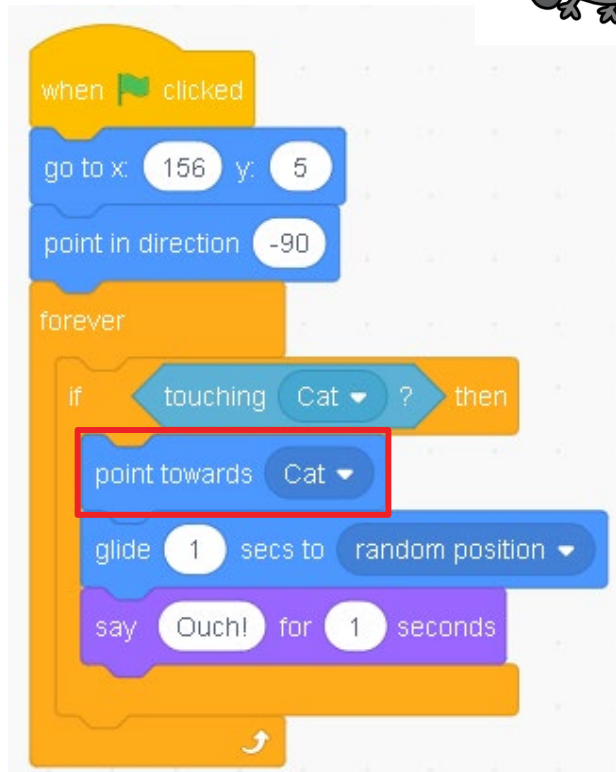 when clicked
go to x: 156 y: 5
point in direction -90
forever
if touching Cat ? then
point towards Cat
glide 1 secs to random position
say Ouch! for 1 seconds